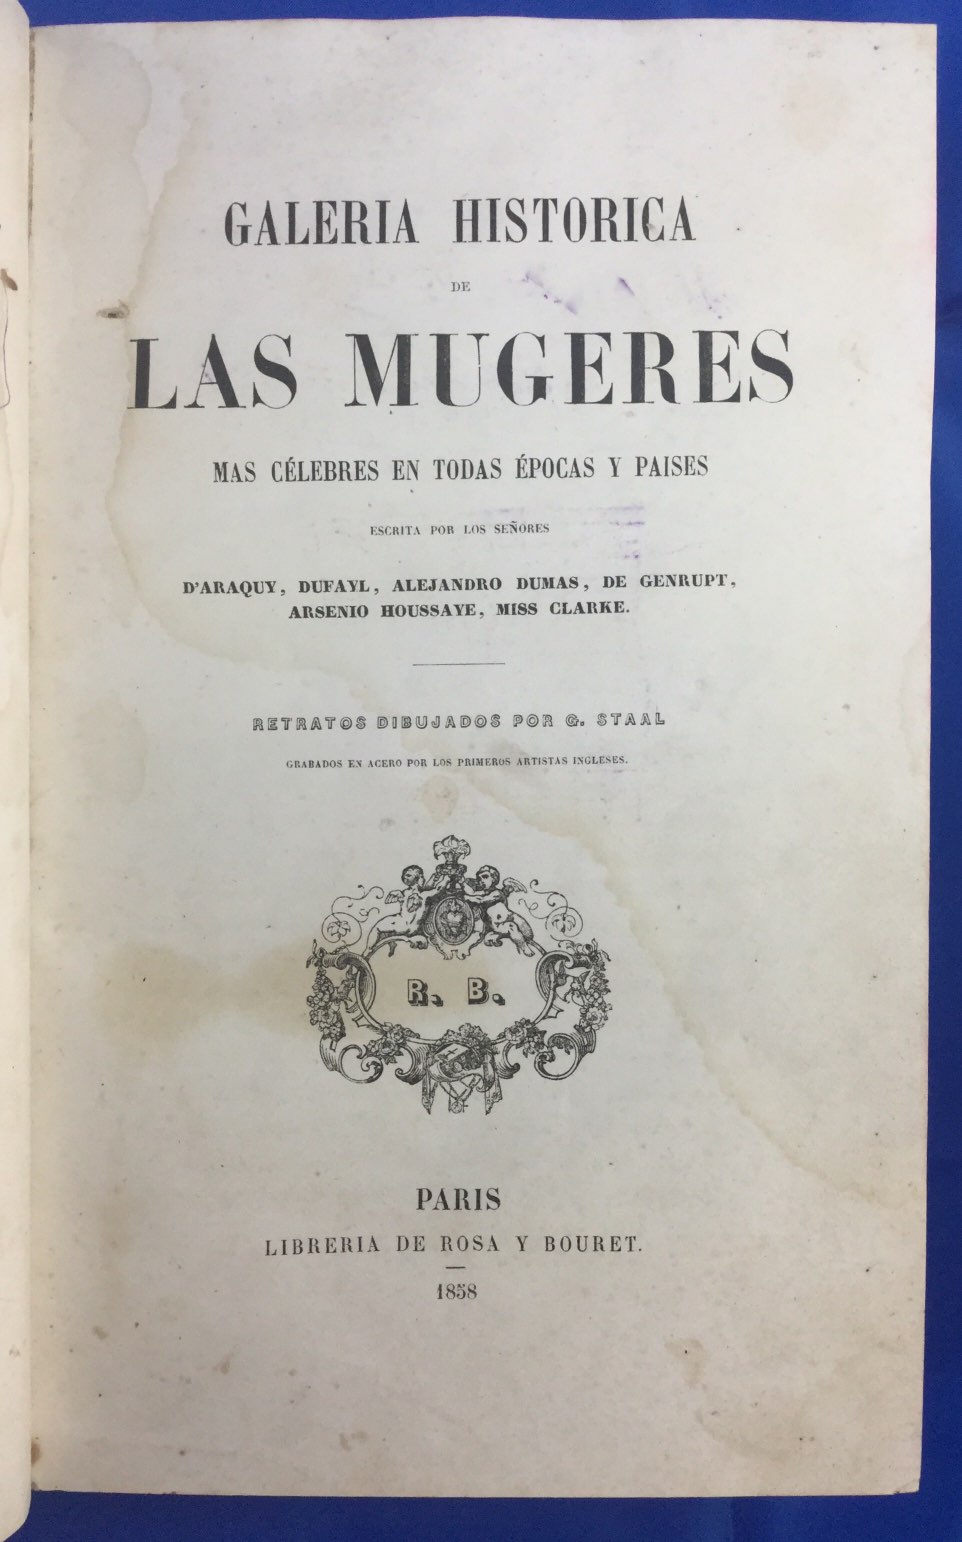 GALERIA HISTORICA
DE
LAS MUGERES
MAS CÉLEBRES EN TODAS ÉPOCAS Y PAISES
ESCRITA POR LOS SEÑORES
D'ARAQUY, DUFAYL, ALEJANDRO DUMAS, DE GENRUPT,
ARSENIO HOUSSAYE, MISS CLARKE.
RETRATOS DIBUJADOS POR G. STAAL
GRABADOS EN ACERO POR LOS PRIMEROS ARTISTAS INGLESES.
R. B.
PARIS
LIBRERIA DE ROSA Y BOURET.
1858